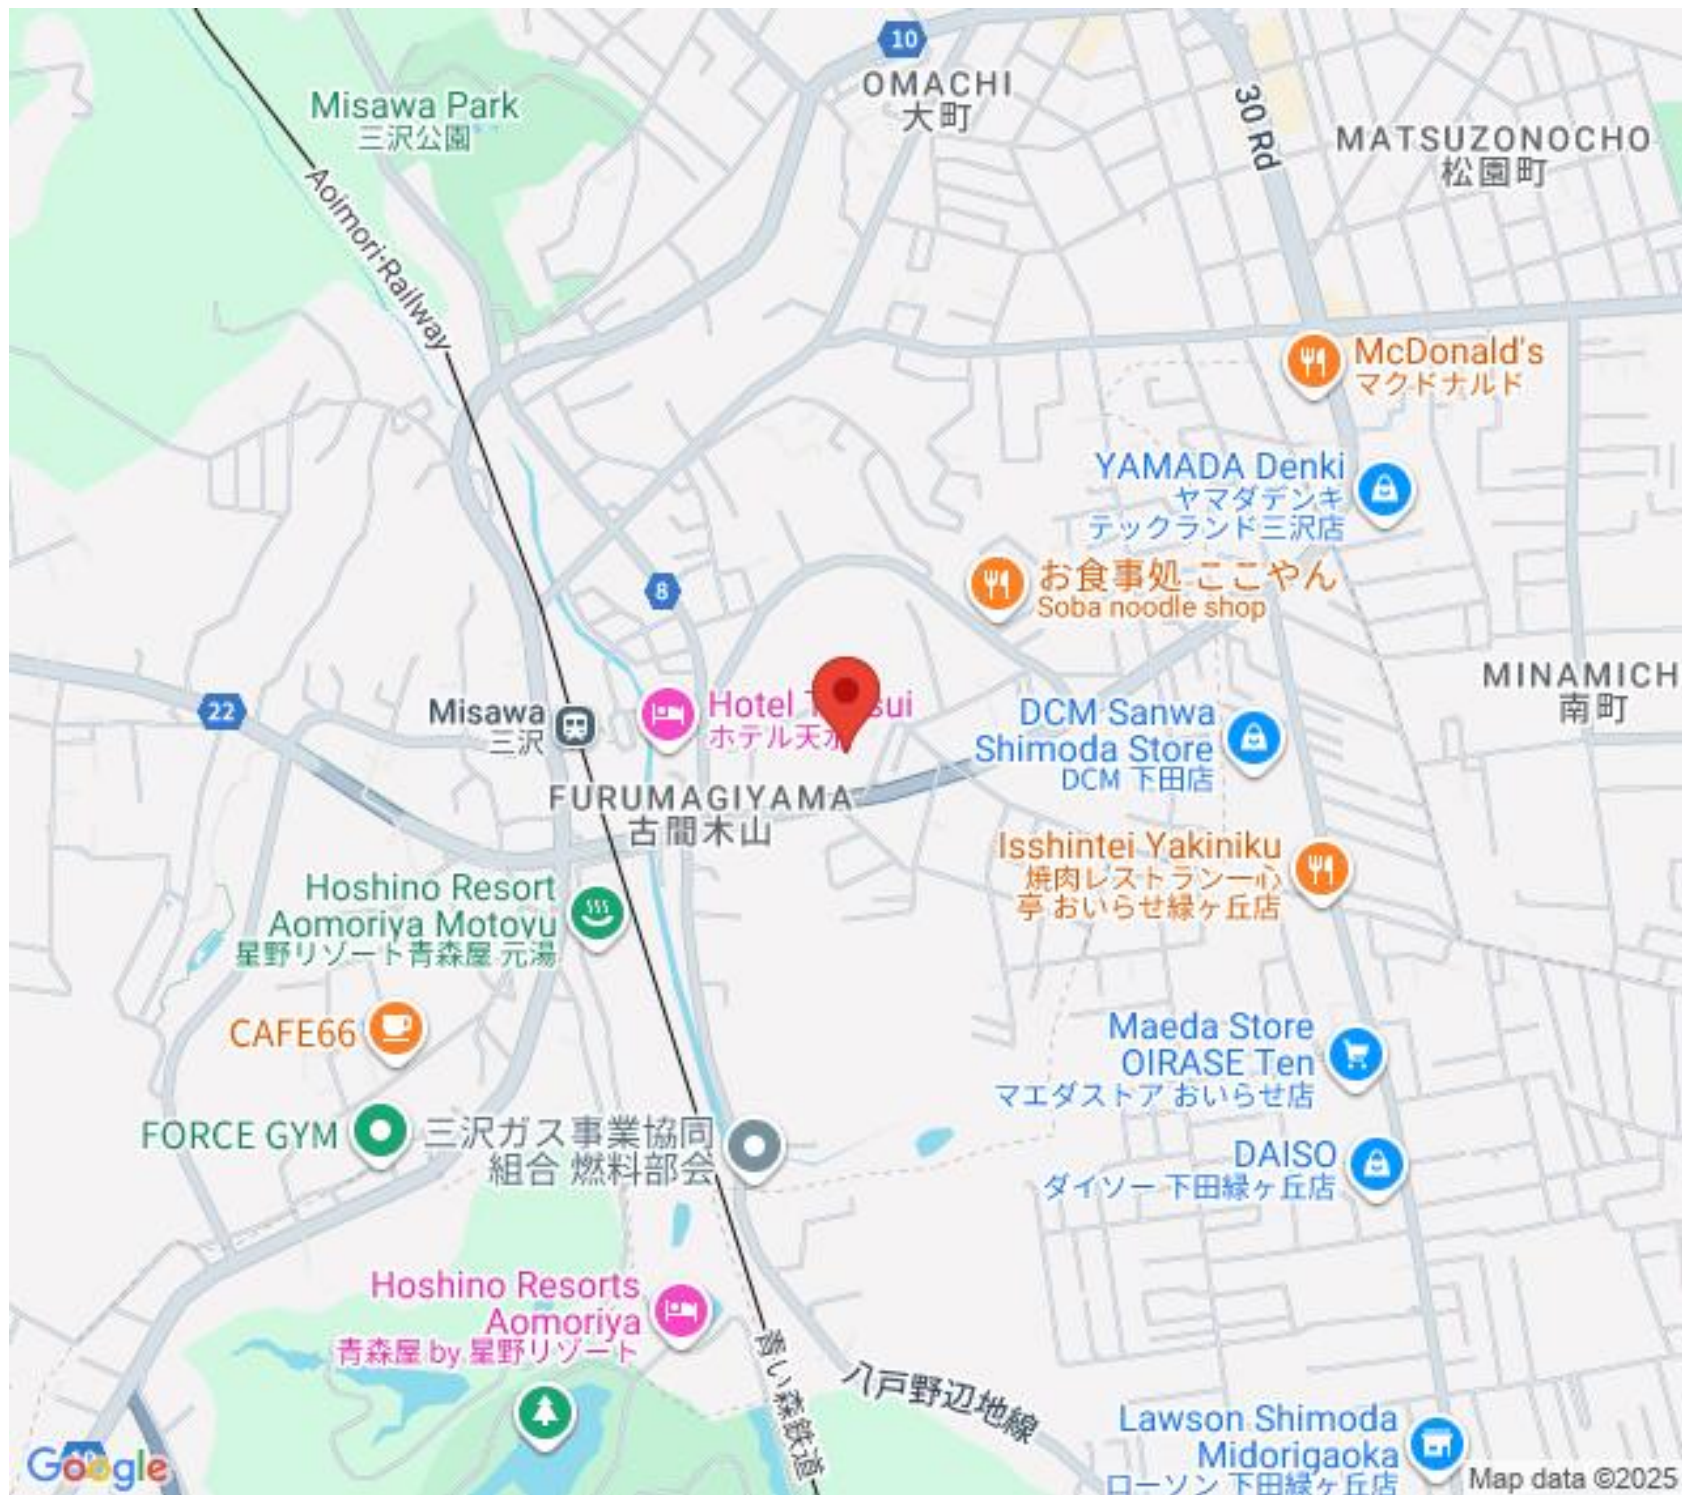 10
OMACHI
大町
30 Rd
MATSUZONOCHO
松園町
Misawa Park
三沢公園
Aoimori·Railway
McDonald's
マクドナルド
YAMADA Denki
ヤマダデンキ
テックランド三沢店
お食事処 ここやん
Soba noodle shop
8
MINAMICH
南町
22
Misawa
三沢
Hotel
sui
ホテル天
DCM Sanwa
Shimoda Store
DCM 下田店
FURUMAGIYAMA
古間木山
Isshintei Yakiniku
焼肉レストラン一心
亭 おいらせ緑ヶ丘店
Hoshino Resort
Aomoriya Motoyu
星野リゾート青森屋 元湯
CAFE66
Maeda Store
OIRASE Ten
マエダストア おいらせ店
FORCE GYM
三沢ガス事業協同
組合 燃料部会
DAISO
ダイソー 下田緑ヶ丘店
Hoshino Resorts
Aomoriya
青森屋 by 星野リゾート
青い森鉄道
八戸野辺地線
Lawson Shimoda
Midorigaoka
ローソン 下田緑ヶ丘店
Google
Map data ©2025